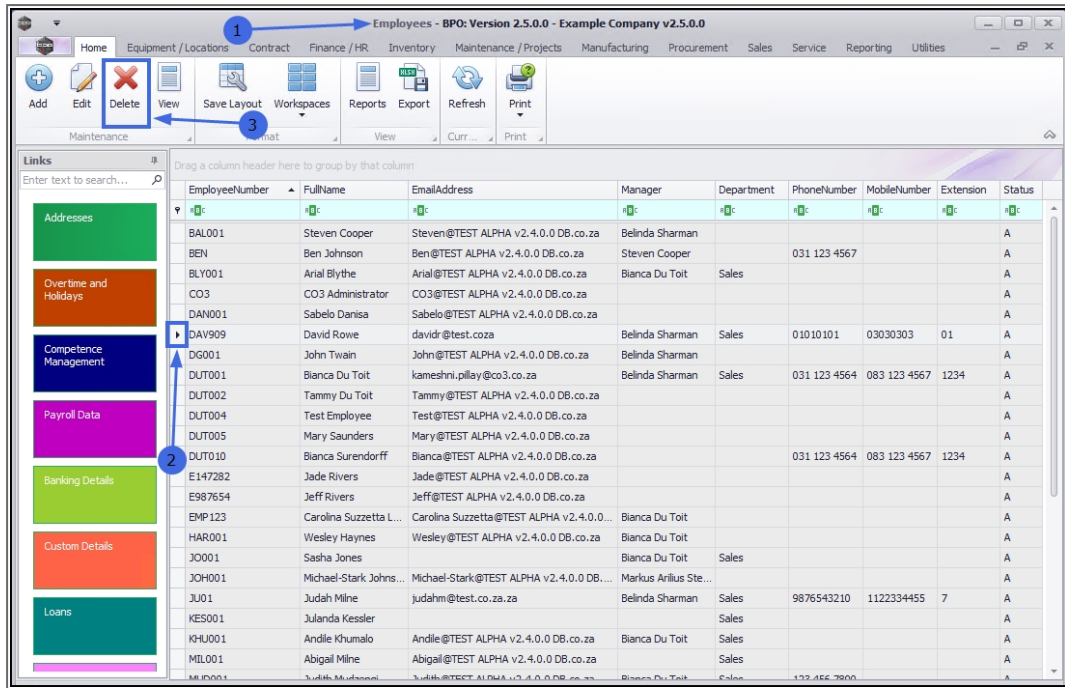 1
Employees - BPO: Version 2.5.0.0 - Example Company v2.5.0.0
Home Equipment / Locations Contract Finance / HR Inventory Maintenance / Projects Manufacturing Procurement Sales Service Reporting Utilities
Add Edit Delete View Save Layout Workspaces Reports Export Refresh Print
3
Maintenance View Curr... Print
Links
Enter text to search...
Drag a column header here to group by that column
EmployeeNumber FullName EmailAddress Manager Department PhoneNumber MobileNumber Extension Status
Addresses
Overtime and
Holidays
Competence
Management
Payroll Data
2
Banking Details
Custom Details
Loans
BAL001 Steven Cooper Steven@TEST ALPHA v2.4.0.0 DB.co.za Belinda Sharman A
BEN Ben Johnson Ben@TEST ALPHA v2.4.0.0 DB.co.za Steven Cooper 031 123 4567 A
BLY001 Arial Blythe Arial@TEST ALPHA v2.4.0.0 DB.co.za Bianca Du Toit Sales A
CO3 CO3 Administrator CO3@TEST ALPHA v2.4.0.0 DB.co.za A
DAN001 Sabelo Danisa Sabelo@TEST ALPHA v2.4.0.0 DB.co.za A
DAV909 David Rowe davidr@test.coza Belinda Sharman Sales 01010101 03030303 01 A
DG001 John Twain John@TEST ALPHA v2.4.0.0 DB.co.za Belinda Sharman A
DUT001 Bianca Du Toit kameshni.pillay@co3.co.za Belinda Sharman Sales 031 123 4564 083 123 4567 1234 A
DUT002 Tammy Du Toit Tammy@TEST ALPHA v2.4.0.0 DB.co.za A
DUT004 Test Employee Test@TEST ALPHA v2.4.0.0 DB.co.za A
DUT005 Mary Saunders Mary@TEST ALPHA v2.4.0.0 DB.co.za A
DUT010 Bianca Surendorff Bianca@TEST ALPHA v2.4.0.0 DB.co.za 031 123 4564 083 123 4567 1234 A
E147282 Jade Rivers Jade@TEST ALPHA v2.4.0.0 DB.co.za A
E987654 Jeff Rivers Jeff@TEST ALPHA v2.4.0.0 DB.co.za A
EMP123 Carolina Suzzetta L... Carolina Suzzetta@TEST ALPHA v2.4.0.0... Bianca Du Toit A
HAR001 Wesley Haynes Wesley@TEST ALPHA v2.4.0.0 DB.co.za Bianca Du Toit A
JO001 Sasha Jones Bianca Du Toit Sales A
JOH001 Michael-Stark Johns... Michael-Stark@TEST ALPHA v2.4.0.0 DB.... Markus Arilius Ste... A
JU01 Judah Milne judahm@test.co.za.za Belinda Sharman Sales 9876543210 1122334455 7 A
KES001 Julanda Kessler Sales A
KHU001 Andile Khumalo Andile@TEST ALPHA v2.4.0.0 DB.co.za Bianca Du Toit Sales A
MIL001 Abigail Milne Abigail@TEST ALPHA v2.4.0.0 DB.co.za Sales A